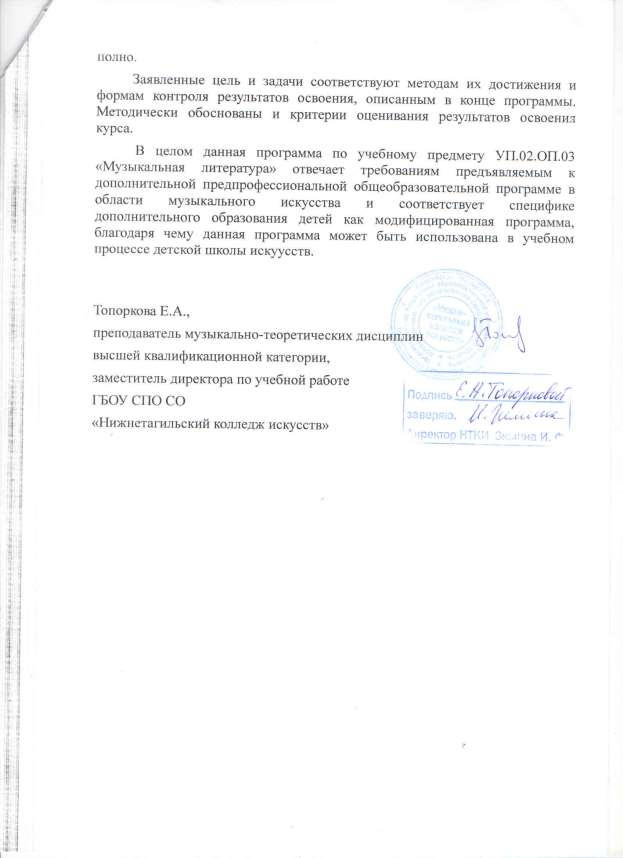 полно.
Заявленные цель и задачи соответствуют методам их достижения и
формам контроля результатов освоения, описанным в конце программы.
Методически обоснованы и критерии оценивания результатов освоения
курса.
В целом данная программа по учебному предмету УП.02.ОП.03
«Музыкальная литература» отвечает требованиям предъявляемым к
дополнительной предпрофессиональной общеобразовательной программе в
области музыкального искусства и соответствует специфике
дополнительного образования детей как модифицированная программа,
благодаря чему данная программа может быть использована в учебном
процессе детской школы искуусств.
Топоркова Е.А.,
преподаватель музыкально-теоретических дисциплин
высшей квалификационной категории,
заместитель директора по учебной работе
ГБОУ СПО СО
«Нижнетагильский колледж искусств»
Подпись Е.А.Топорковой
заверяю.
Директор НТКИ